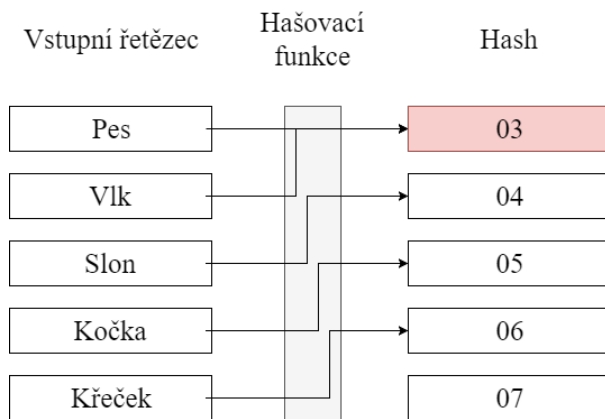 Vstupní řetězec
Hašovací
funkce
Hash
Pes
03
Vlk
04
Slon
05
Kočka
06
Křeček
07